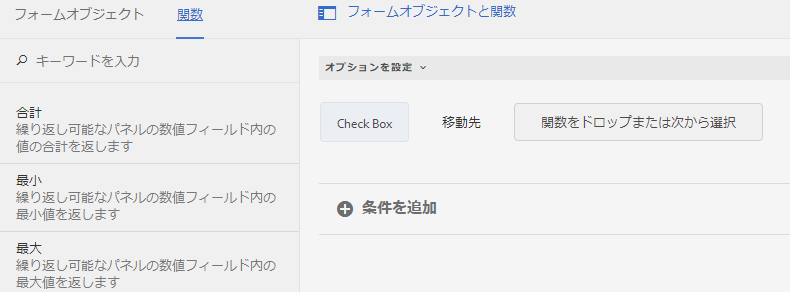 フォームオブジェクト
関数
フォームオブジェクトと関数
キーワードを入力
オプションを設定
合計
繰り返し可能なパネルの数値フィールド内の
値の合計を返します
Check Box
移動先
関数をドロップまたは次から選択
最小
繰り返し可能なパネルの数値フィールド内の
最小値を返します
条件を追加
最大
繰り返し可能なパネルの数値フィールド内の
最大値を返します